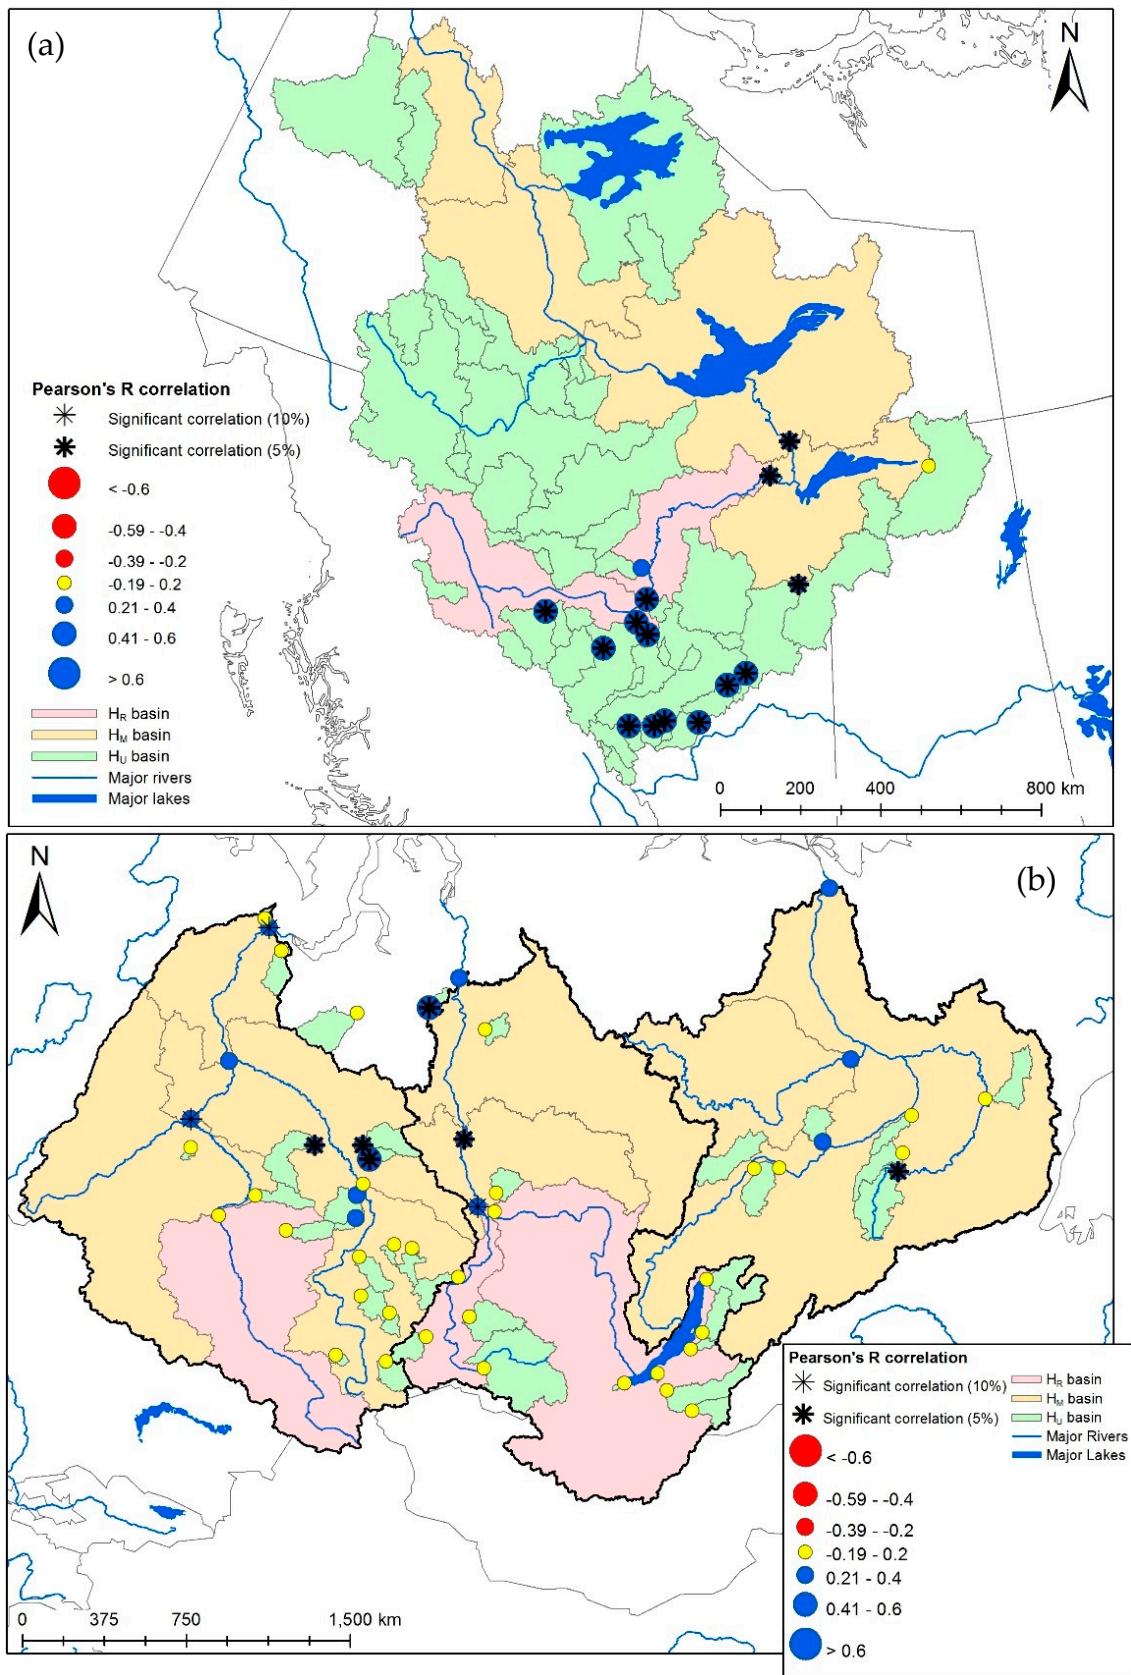 (a)
N
Pearson's R correlation
Significant correlation (10%)
Significant correlation (5%)
< -0.6
-0.59 - -0.4
-0.39 - -0.2
-0.19 - 0.2
0.21 - 0.4
0.41 - 0.6
> 0.6
HR basin
HM basin
HU basin
Major rivers
Major lakes
0 200 400 800 km
N
(b)
Pearson's R correlation
Significant correlation (10%)
Significant correlation (5%)
< -0.6
-0.59 - -0.4
-0.39 - -0.2
-0.19 - 0.2
0.21 - 0.4
0.41 - 0.6
> 0.6
HR basin
HM basin
HU basin
Major Rivers
Major Lakes
0 375 750 1,500 km